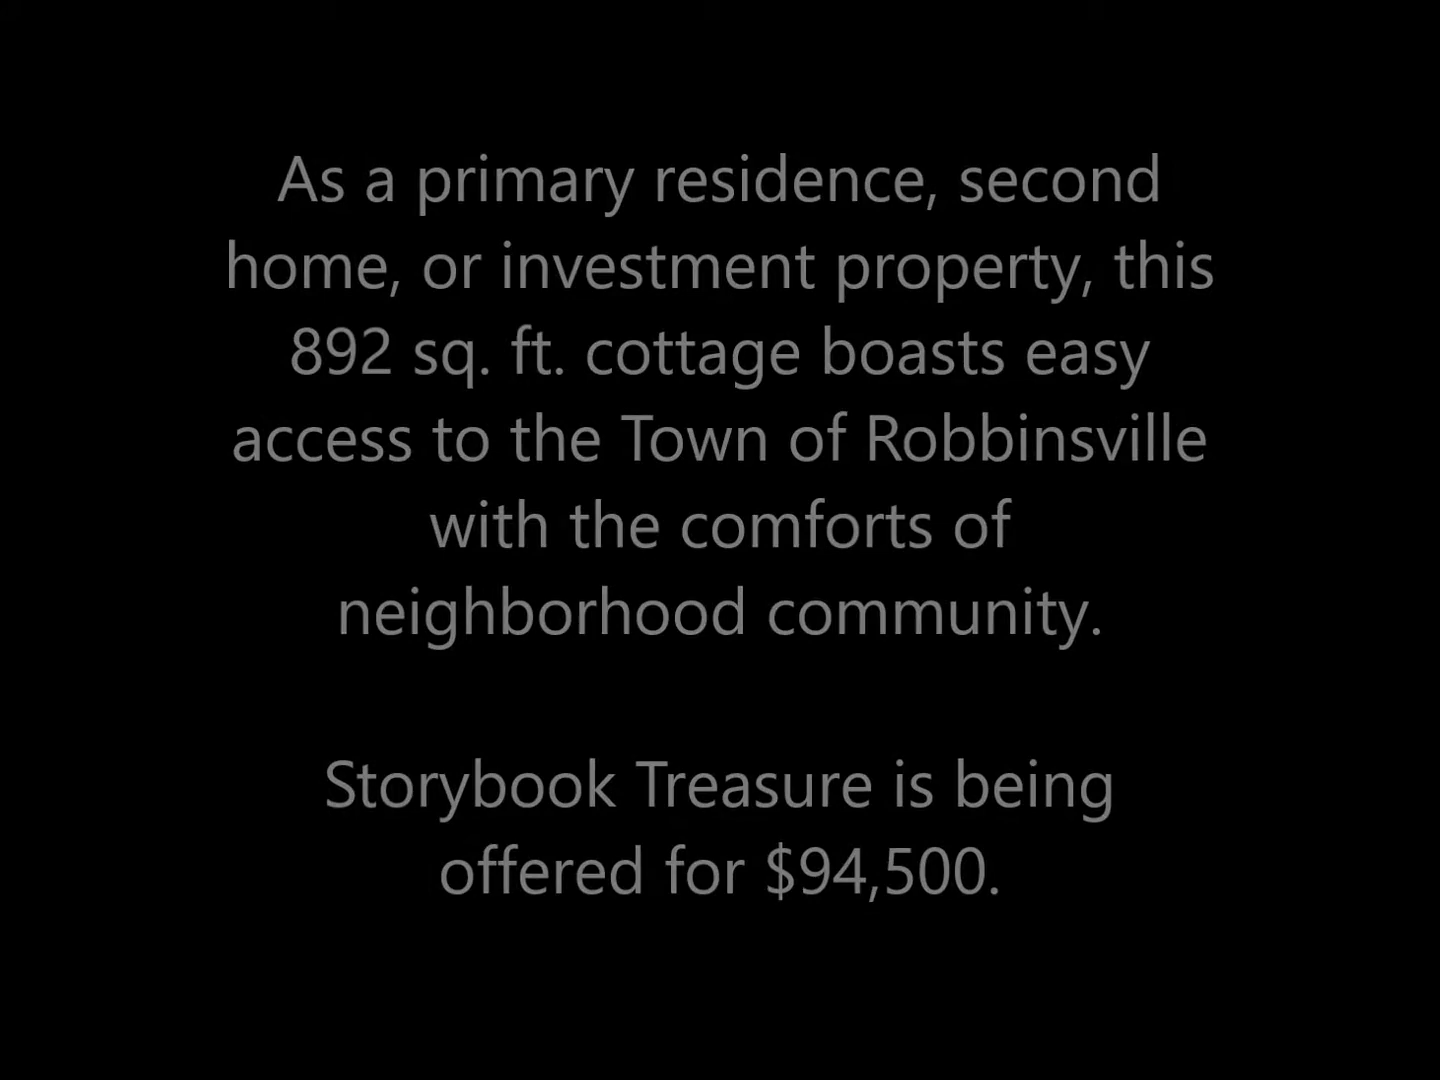 As a primary residence, second
home, or investment property, this
892 sq. ft. cottage boasts easy
access to the Town of Robbinsville
with the comforts of
neighborhood community.
Storybook Treasure is being
offered for $94,500.